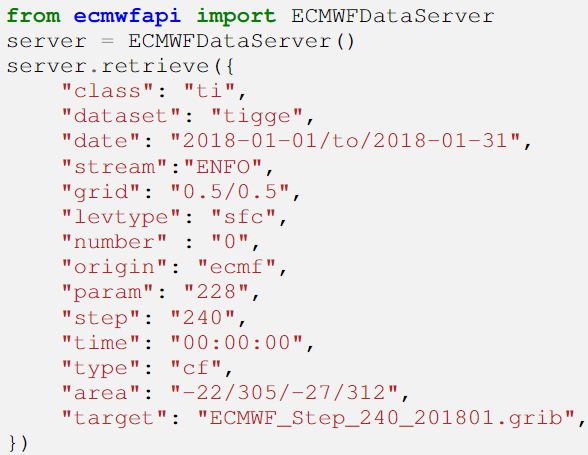 from ecmwfapi import ECMWFDataServer
server = ECMWFDataServer()
server.retrieve({
    "class": "ti",
    "dataset": "tigge",
    "date": "2018-01-01/to/2018-01-31",
    "stream":"ENFO",
    "grid": "0.5/0.5",
    "levtype": "sfc",
    "number" : "0",
    "origin": "ecmf",
    "param": "228",
    "step": "240",
    "time": "00:00:00",
    "type": "cf",
    "area": "-22/305/-27/312",
    "target": "ECMWF_Step_240_201801.grib",
})